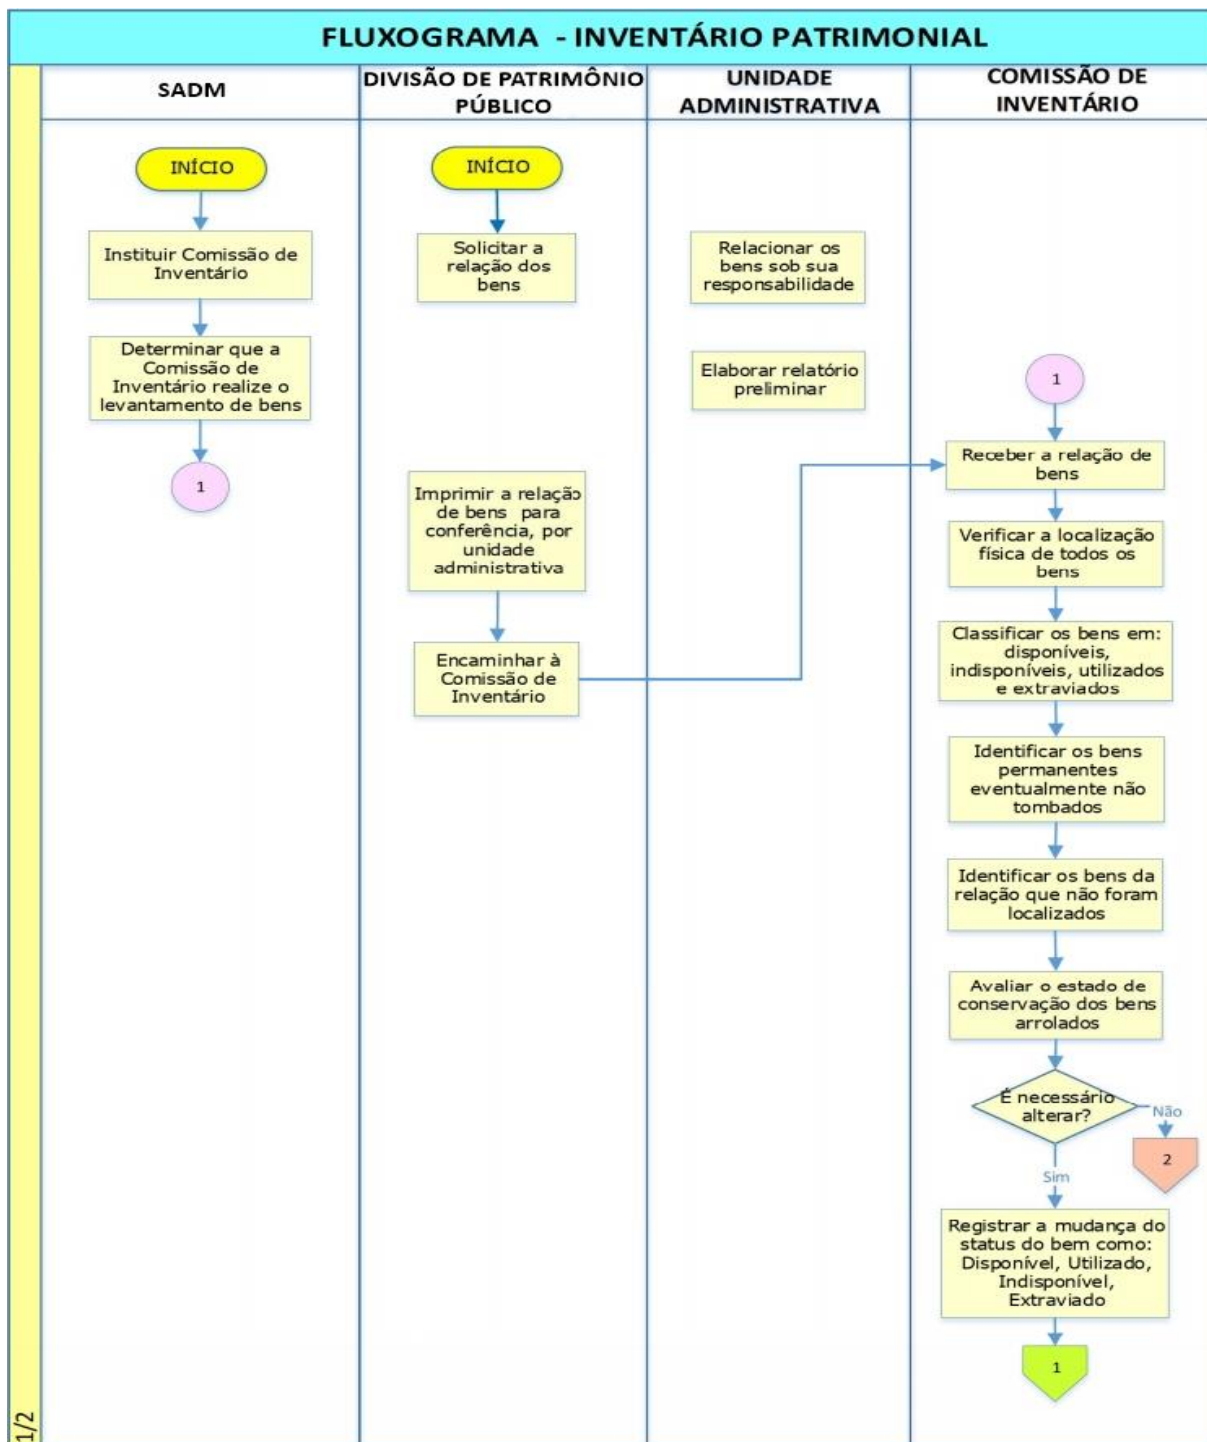 FLUXOGRAMA - INVENTÁRIO PATRIMONIAL
SADM
DIVISÃO DE PATRIMÔNIO
PÚBLICO
UNIDADE
ADMINISTRATIVA
COMISSÃO DE
INVENTÁRIO
INÍCIO
Instituir Comissão de
Inventário
Determinar que a
Comissão de
Inventário realize o
levantamento de bens
1
INÍCIO
Solicitar a
relação dos
bens
Imprimir a relação
de bens para
conferência, por
unidade
administrativa
Encaminhar à
Comissão de
Inventário
Relacionar os
bens sob sua
responsabilidade
Elaborar relatório
preliminar
1
Receber a relação de
bens
Verificar a localização
física de todos os
bens
Classificar os bens em:
disponíveis,
indisponíveis, utilizados
e extraviados
Identificar os bens
permanentes
eventualmente não
tombados
Identificar os bens da
relação que não foram
localizados
Avaliar o estado de
conservação dos bens
arrolados
É necessário
alterar?
Não
2
Sim
Registrar a mudança do
status do bem como:
Disponível, Utilizado,
Indisponível,
Extraviado
1
1/2